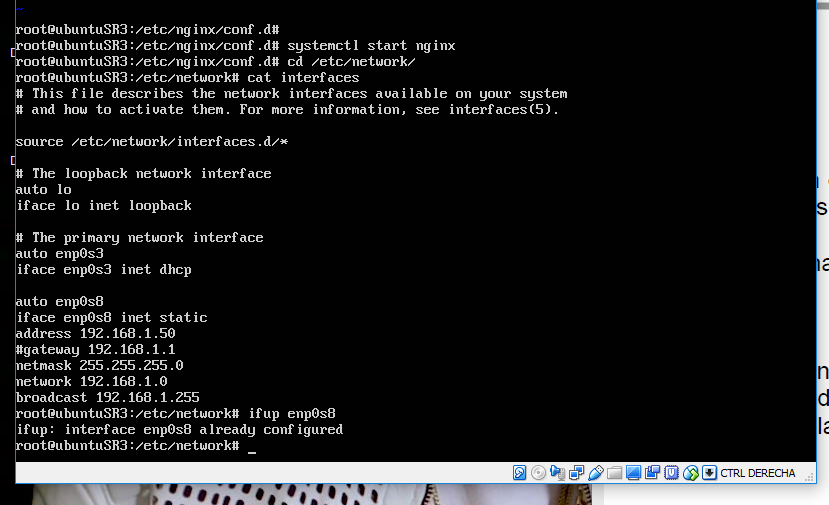 root@ubuntuSR3:/etc/nginx/conf.d#
root@ubuntuSR3:/etc/nginx/conf.d# systemctl start nginx
root@ubuntuSR3:/etc/nginx/conf.d# cd /etc/network/
root@ubuntuSR3:/etc/network# cat interfaces
# This file describes the network interfaces available on your system
# and how to activate them. For more information, see interfaces(5).
source /etc/network/interfaces.d/*
# The loopback network interface
auto lo
iface lo inet loopback
# The primary network interface
auto enp0s3
iface enp0s3 inet dhcp
auto enp0s8
iface enp0s8 inet static
address 192.168.1.50
#gateway 192.168.1.1
netmask 255.255.255.0
network 192.168.1.0
broadcast 192.168.1.255
root@ubuntuSR3:/etc/network# ifup enp0s8
ifup: interface enp0s8 already configured
root@ubuntuSR3:/etc/network# _
CTRL DERECHA